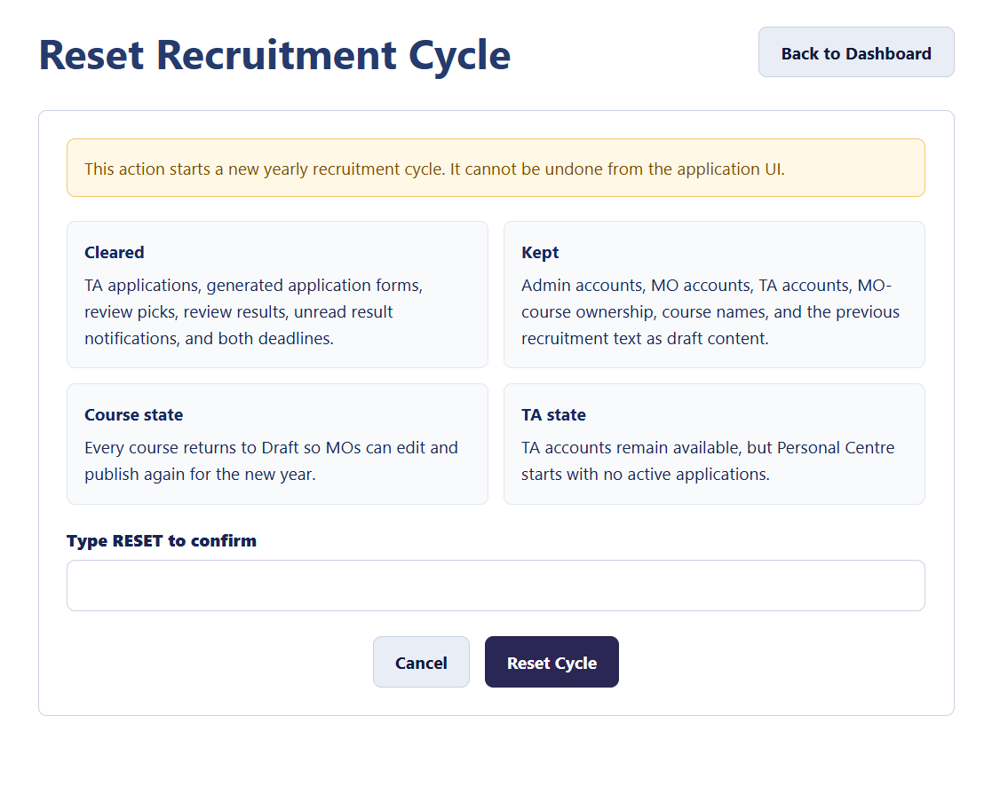 Reset Recruitment Cycle
Back to Dashboard
This action starts a new yearly recruitment cycle. It cannot be undone from the application UI.
Cleared
TA applications, generated application forms,
review picks, review results, unread result
notifications, and both deadlines.
Kept
Admin accounts, MO accounts, TA accounts, MO-
course ownership, course names, and the previous
recruitment text as draft content.
Course state
Every course returns to Draft so MOs can edit and
publish again for the new year.
TA state
TA accounts remain available, but Personal Centre
starts with no active applications.
Type RESET to confirm
Cancel
Reset Cycle